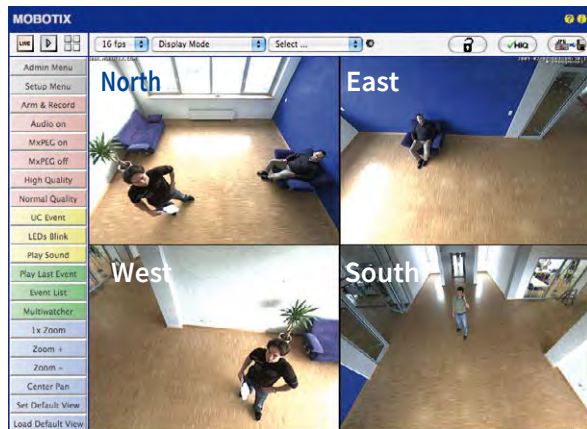 MOBOTIX
LIVE
16 fps
Display Mode
Select ...
HiQ
Admin Menu
Setup Menu
Arm & Record
Audio on
MxPEG on
MxPEG off
High Quality
Normal Quality
UC Event
LEDs Blink
Play Sound
Play Last Event
Event List
Multiwatcher
1x Zoom
Zoom +
Zoom -
Center Pan
Set Default View
Load Default View
North
East
West
South